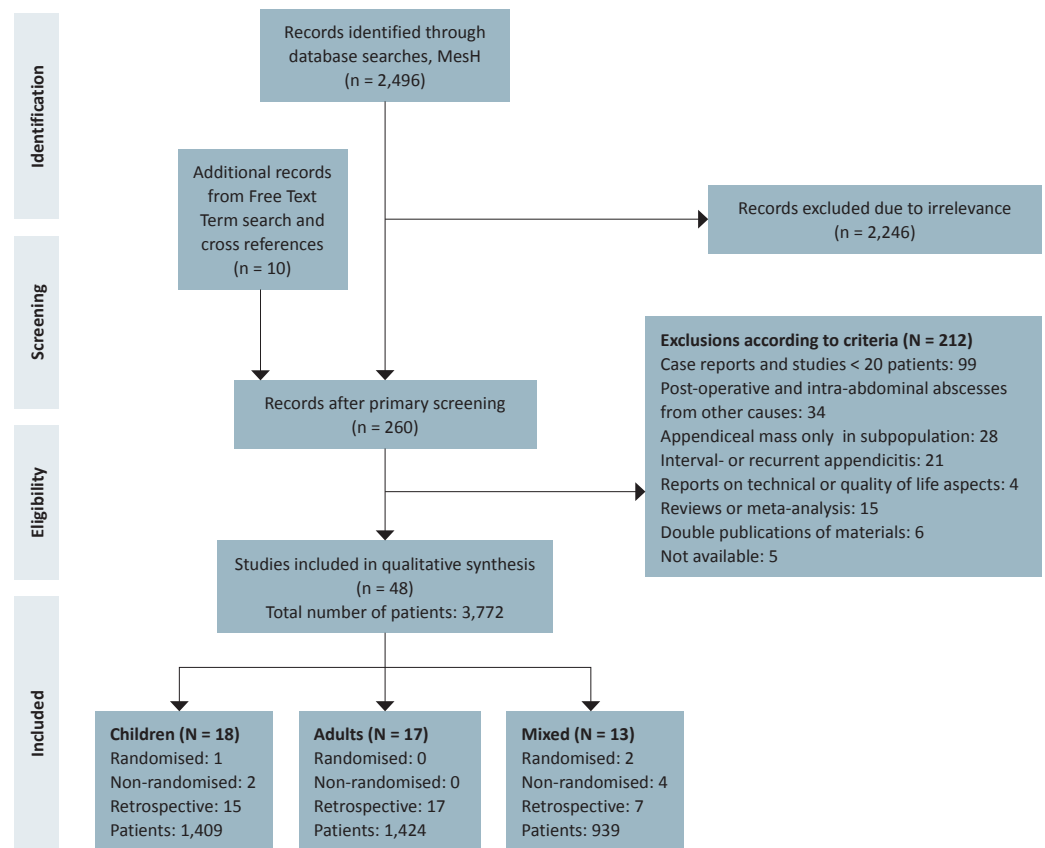 Identification
Records identified through
database searches, MesH
(n = 2,496)
Additional records
from Free Text
Term search and
cross references
(n = 10)
Records excluded due to irrelevance
(n = 2,246)
Screening
Records after primary screening
(n = 260)
Exclusions according to criteria (N = 212)
Case reports and studies < 20 patients: 99
Post-operative and intra-abdominal abscesses
from other causes: 34
Appendiceal mass only in subpopulation: 28
Interval- or recurrent appendicitis: 21
Reports on technical or quality of life aspects: 4
Reviews or meta-analysis: 15
Double publications of materials: 6
Not available: 5
Eligibility
Studies included in qualitative synthesis
(n = 48)
Total number of patients: 3,772
Included
Children (N = 18)
Randomised: 1
Non-randomised: 2
Retrospective: 15
Patients: 1,409
Adults (N = 17)
Randomised: 0
Non-randomised: 0
Retrospective: 17
Patients: 1,424
Mixed (N = 13)
Randomised: 2
Non-randomised: 4
Retrospective: 7
Patients: 939